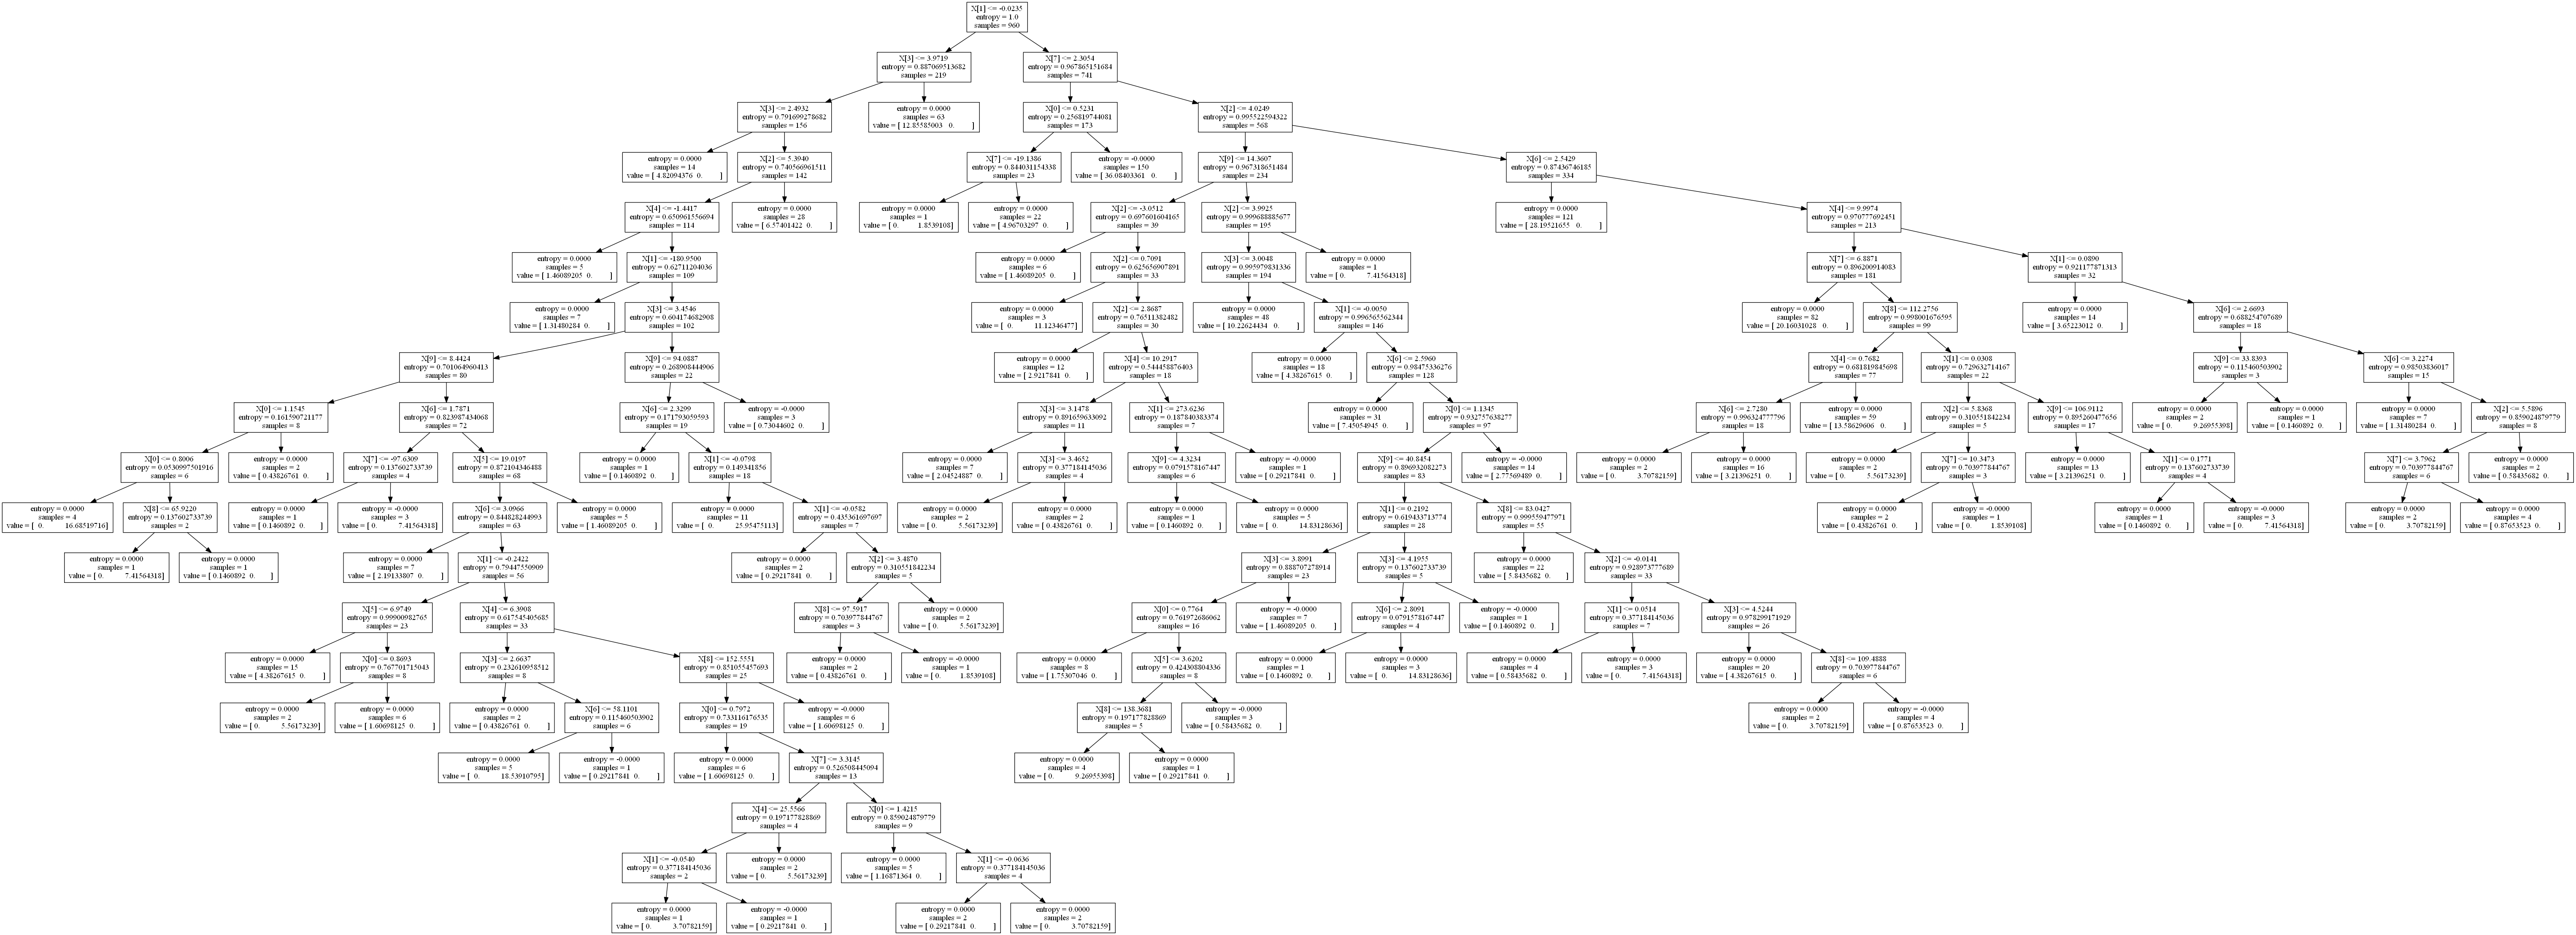 X[1] <= -0.0235
entropy = 1.0
samples = 960
X[3] <= 3.9719
entropy = 0.887069513682
samples = 219
X[7] <= 2.3054
entropy = 0.967865151684
samples = 741
X[3] <= 2.4932
entropy = 0.791699278682
samples = 156
entropy = 0.0000
samples = 63
value = [ 12.85585003 0. ]
X[0] <= 0.5231
entropy = 0.256819744081
samples = 173
X[2] <= 4.0249
entropy = 0.995522594322
samples = 568
entropy = 0.0000
samples = 14
value = [ 4.82094376 0. ]
X[2] <= 5.3940
entropy = 0.740566961511
samples = 142
X[7] <= -19.1386
entropy = 0.844031154338
samples = 23
entropy = -0.0000
samples = 150
value = [ 36.08403361 0. ]
X[9] <= 14.3607
entropy = 0.967318651484
samples = 234
X[6] <= 2.5429
entropy = 0.87436746185
samples = 334
X[4] <= -1.4417
entropy = 0.650961556694
samples = 114
entropy = 0.0000
samples = 28
value = [ 6.57401422 0. ]
entropy = 0.0000
samples = 1
value = [ 0. 1.8539108]
entropy = 0.0000
samples = 22
value = [ 4.96703297 0. ]
X[2] <= -3.0512
entropy = 0.697601604165
samples = 39
X[2] <= 3.9925
entropy = 0.999688885677
samples = 195
entropy = 0.0000
samples = 121
value = [ 28.19521655 0. ]
X[4] <= 9.9974
entropy = 0.970777692451
samples = 213
entropy = 0.0000
samples = 5
value = [ 1.46089205 0. ]
X[1] <= -180.9500
entropy = 0.62711204036
samples = 109
entropy = 0.0000
samples = 6
value = [ 1.46089205 0. ]
X[2] <= 0.7091
entropy = 0.625656907891
samples = 33
X[3] <= 3.0048
entropy = 0.995979831336
samples = 194
entropy = 0.0000
samples = 1
value = [ 0. 7.41564318]
X[7] <= 6.8871
entropy = 0.896200914083
samples = 181
X[1] <= 0.0890
entropy = 0.921177871313
samples = 32
entropy = 0.0000
samples = 7
value = [ 1.31480284 0. ]
X[3] <= 3.4546
entropy = 0.604174682908
samples = 102
entropy = 0.0000
samples = 3
value = [ 0. 11.12346477]
X[2] <= 2.8687
entropy = 0.76511382482
samples = 30
entropy = 0.0000
samples = 48
value = [ 10.22624434 0. ]
X[1] <= -0.0050
entropy = 0.996565562344
samples = 146
entropy = 0.0000
samples = 82
value = [ 20.16031028 0. ]
X[8] <= 112.2756
entropy = 0.998001676595
samples = 99
entropy = 0.0000
samples = 14
value = [ 3.65223012 0. ]
X[6] <= 2.6693
entropy = 0.688254707689
samples = 18
X[9] <= 8.4424
entropy = 0.701064960413
samples = 80
X[9] <= 94.0887
entropy = 0.268908444906
samples = 22
entropy = 0.0000
samples = 12
value = [ 2.9217841 0. ]
X[4] <= 10.2917
entropy = 0.544458876403
samples = 18
entropy = 0.0000
samples = 18
value = [ 4.38267615 0. ]
X[6] <= 2.5960
entropy = 0.98475336276
samples = 128
X[4] <= 0.7682
entropy = 0.681819845698
samples = 77
X[1] <= 0.0308
entropy = 0.729632714167
samples = 22
X[9] <= 33.8393
entropy = 0.115460503902
samples = 3
X[6] <= 3.2274
entropy = 0.98503836017
samples = 15
X[0] <= 1.1545
entropy = 0.161590721177
samples = 8
X[6] <= 1.7871
entropy = 0.823987434068
samples = 72
X[6] <= 2.3299
entropy = 0.171793059593
samples = 19
entropy = -0.0000
samples = 3
value = [ 0.73044602 0. ]
X[3] <= 3.1478
entropy = 0.891659633092
samples = 11
X[1] <= 273.6236
entropy = 0.187840383374
samples = 7
entropy = 0.0000
samples = 31
value = [ 7.45054945 0. ]
X[0] <= 1.1345
entropy = 0.932757638277
samples = 97
X[6] <= 2.7280
entropy = 0.996324777796
samples = 18
entropy = 0.0000
samples = 59
value = [ 13.58629606 0. ]
X[2] <= 5.8368
entropy = 0.310551842234
samples = 5
X[9] <= 106.9112
entropy = 0.895260477656
samples = 17
entropy = 0.0000
samples = 2
value = [ 0. 9.26955398]
entropy = 0.0000
samples = 1
value = [ 0.1460892 0. ]
entropy = 0.0000
samples = 7
value = [ 1.31480284 0. ]
X[2] <= 5.5896
entropy = 0.859024879779
samples = 8
X[0] <= 0.8006
entropy = 0.0530997501916
samples = 6
entropy = 0.0000
samples = 2
value = [ 0.43826761 0. ]
X[7] <= -97.6309
entropy = 0.137602733739
samples = 4
X[5] <= 19.0197
entropy = 0.872104346488
samples = 68
entropy = 0.0000
samples = 1
value = [ 0.1460892 0. ]
X[1] <= -0.0798
entropy = 0.149341856
samples = 18
entropy = 0.0000
samples = 7
value = [ 2.04524887 0. ]
X[3] <= 3.4652
entropy = 0.377184145036
samples = 4
X[9] <= 4.3234
entropy = 0.0791578167447
samples = 6
entropy = -0.0000
samples = 1
value = [ 0.29217841 0. ]
X[9] <= 40.8454
entropy = 0.896932082273
samples = 83
entropy = -0.0000
samples = 14
value = [ 2.77569489 0. ]
entropy = 0.0000
samples = 2
value = [ 0. 3.70782159]
entropy = 0.0000
samples = 16
value = [ 3.21396251 0. ]
entropy = 0.0000
samples = 2
value = [ 0. 5.56173239]
X[7] <= 10.3473
entropy = 0.703977844767
samples = 3
entropy = 0.0000
samples = 13
value = [ 3.21396251 0. ]
X[1] <= 0.1771
entropy = 0.137602733739
samples = 4
X[7] <= 3.7962
entropy = 0.703977844767
samples = 6
entropy = 0.0000
samples = 2
value = [ 0.58435682 0. ]
entropy = 0.0000
samples = 4
value = [ 0. 16.68519716]
X[8] <= 65.9220
entropy = 0.137602733739
samples = 2
entropy = 0.0000
samples = 1
value = [ 0.1460892 0. ]
entropy = -0.0000
samples = 3
value = [ 0. 7.41564318]
X[6] <= 3.0966
entropy = 0.844828244993
samples = 63
entropy = 0.0000
samples = 5
value = [ 1.46089205 0. ]
entropy = 0.0000
samples = 11
value = [ 0. 25.95475113]
X[1] <= -0.0582
entropy = 0.435361697697
samples = 7
entropy = 0.0000
samples = 2
value = [ 0. 5.56173239]
entropy = 0.0000
samples = 2
value = [ 0.43826761 0. ]
entropy = 0.0000
samples = 1
value = [ 0.1460892 0. ]
entropy = 0.0000
samples = 5
value = [ 0. 14.83128636]
X[1] <= 0.2192
entropy = 0.619433713774
samples = 28
X[8] <= 83.0427
entropy = 0.999559477971
samples = 55
entropy = 0.0000
samples = 2
value = [ 0.43826761 0. ]
entropy = -0.0000
samples = 1
value = [ 0. 1.8539108]
entropy = 0.0000
samples = 1
value = [ 0.1460892 0. ]
entropy = -0.0000
samples = 3
value = [ 0. 7.41564318]
entropy = 0.0000
samples = 2
value = [ 0. 3.70782159]
entropy = 0.0000
samples = 4
value = [ 0.87653523 0. ]
entropy = 0.0000
samples = 1
value = [ 0. 7.41564318]
entropy = 0.0000
samples = 1
value = [ 0.1460892 0. ]
entropy = 0.0000
samples = 7
value = [ 2.19133807 0. ]
X[1] <= -0.2422
entropy = 0.79447550909
samples = 56
entropy = 0.0000
samples = 2
value = [ 0.29217841 0. ]
X[2] <= 3.4870
entropy = 0.310551842234
samples = 5
X[3] <= 3.8991
entropy = 0.888707278914
samples = 23
X[3] <= 4.1955
entropy = 0.137602733739
samples = 5
entropy = 0.0000
samples = 22
value = [ 5.8435682 0. ]
X[2] <= -0.0141
entropy = 0.928973777689
samples = 33
X[5] <= 6.9749
entropy = 0.99900982765
samples = 23
X[4] <= 6.3908
entropy = 0.617545405685
samples = 33
X[8] <= 97.5917
entropy = 0.703977844767
samples = 3
entropy = 0.0000
samples = 2
value = [ 0. 5.56173239]
X[0] <= 0.7764
entropy = 0.761972686062
samples = 16
entropy = -0.0000
samples = 7
value = [ 1.46089205 0. ]
X[6] <= 2.8091
entropy = 0.0791578167447
samples = 4
entropy = -0.0000
samples = 1
value = [ 0.1460892 0. ]
X[1] <= 0.0514
entropy = 0.377184145036
samples = 7
X[3] <= 4.5244
entropy = 0.978299171929
samples = 26
entropy = 0.0000
samples = 15
value = [ 4.38267615 0. ]
X[0] <= 0.8693
entropy = 0.767701715043
samples = 8
X[3] <= 2.6637
entropy = 0.232610958512
samples = 8
X[8] <= 152.5551
entropy = 0.851055457693
samples = 25
entropy = 0.0000
samples = 2
value = [ 0.43826761 0. ]
entropy = -0.0000
samples = 1
value = [ 0. 1.8539108]
entropy = 0.0000
samples = 8
value = [ 1.75307046 0. ]
X[5] <= 3.6202
entropy = 0.424308804336
samples = 8
entropy = 0.0000
samples = 1
value = [ 0.1460892 0. ]
entropy = 0.0000
samples = 3
value = [ 0. 14.83128636]
entropy = 0.0000
samples = 4
value = [ 0.58435682 0. ]
entropy = 0.0000
samples = 3
value = [ 0. 7.41564318]
entropy = 0.0000
samples = 20
value = [ 4.38267615 0. ]
X[8] <= 109.4888
entropy = 0.703977844767
samples = 6
entropy = 0.0000
samples = 2
value = [ 0. 5.56173239]
entropy = 0.0000
samples = 6
value = [ 1.60698125 0. ]
entropy = 0.0000
samples = 2
value = [ 0.43826761 0. ]
X[6] <= 58.1101
entropy = 0.115460503902
samples = 6
X[0] <= 0.7972
entropy = 0.733116176535
samples = 19
entropy = -0.0000
samples = 6
value = [ 1.60698125 0. ]
X[8] <= 138.3681
entropy = 0.197177828869
samples = 5
entropy = -0.0000
samples = 3
value = [ 0.58435682 0. ]
entropy = 0.0000
samples = 2
value = [ 0. 3.70782159]
entropy = -0.0000
samples = 4
value = [ 0.87653523 0. ]
entropy = 0.0000
samples = 5
value = [ 0. 18.53910795]
entropy = -0.0000
samples = 1
value = [ 0.29217841 0. ]
entropy = 0.0000
samples = 6
value = [ 1.60698125 0. ]
X[7] <= 3.3145
entropy = 0.526508445094
samples = 13
entropy = 0.0000
samples = 4
value = [ 0. 9.26955398]
entropy = 0.0000
samples = 1
value = [ 0.29217841 0. ]
X[4] <= 25.5566
entropy = 0.197177828869
samples = 4
X[0] <= 1.4215
entropy = 0.859024879779
samples = 9
X[1] <= -0.0540
entropy = 0.377184145036
samples = 2
entropy = 0.0000
samples = 2
value = [ 0. 5.56173239]
entropy = 0.0000
samples = 5
value = [ 1.16871364 0. ]
X[1] <= -0.0636
entropy = 0.377184145036
samples = 4
entropy = 0.0000
samples = 1
value = [ 0. 3.70782159]
entropy = -0.0000
samples = 1
value = [ 0.29217841 0. ]
entropy = 0.0000
samples = 2
value = [ 0.29217841 0. ]
entropy = 0.0000
samples = 2
value = [ 0. 3.70782159]